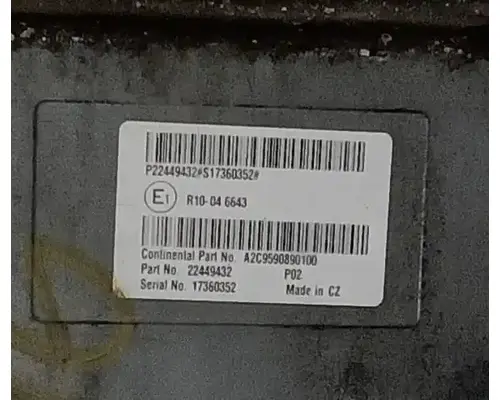 P22449432#S17360352#
E1 R10-04 6643
Continental Part No. A2C9590890100
Part No. 22449432 P02
Serial No. 17360352 Made in CZ